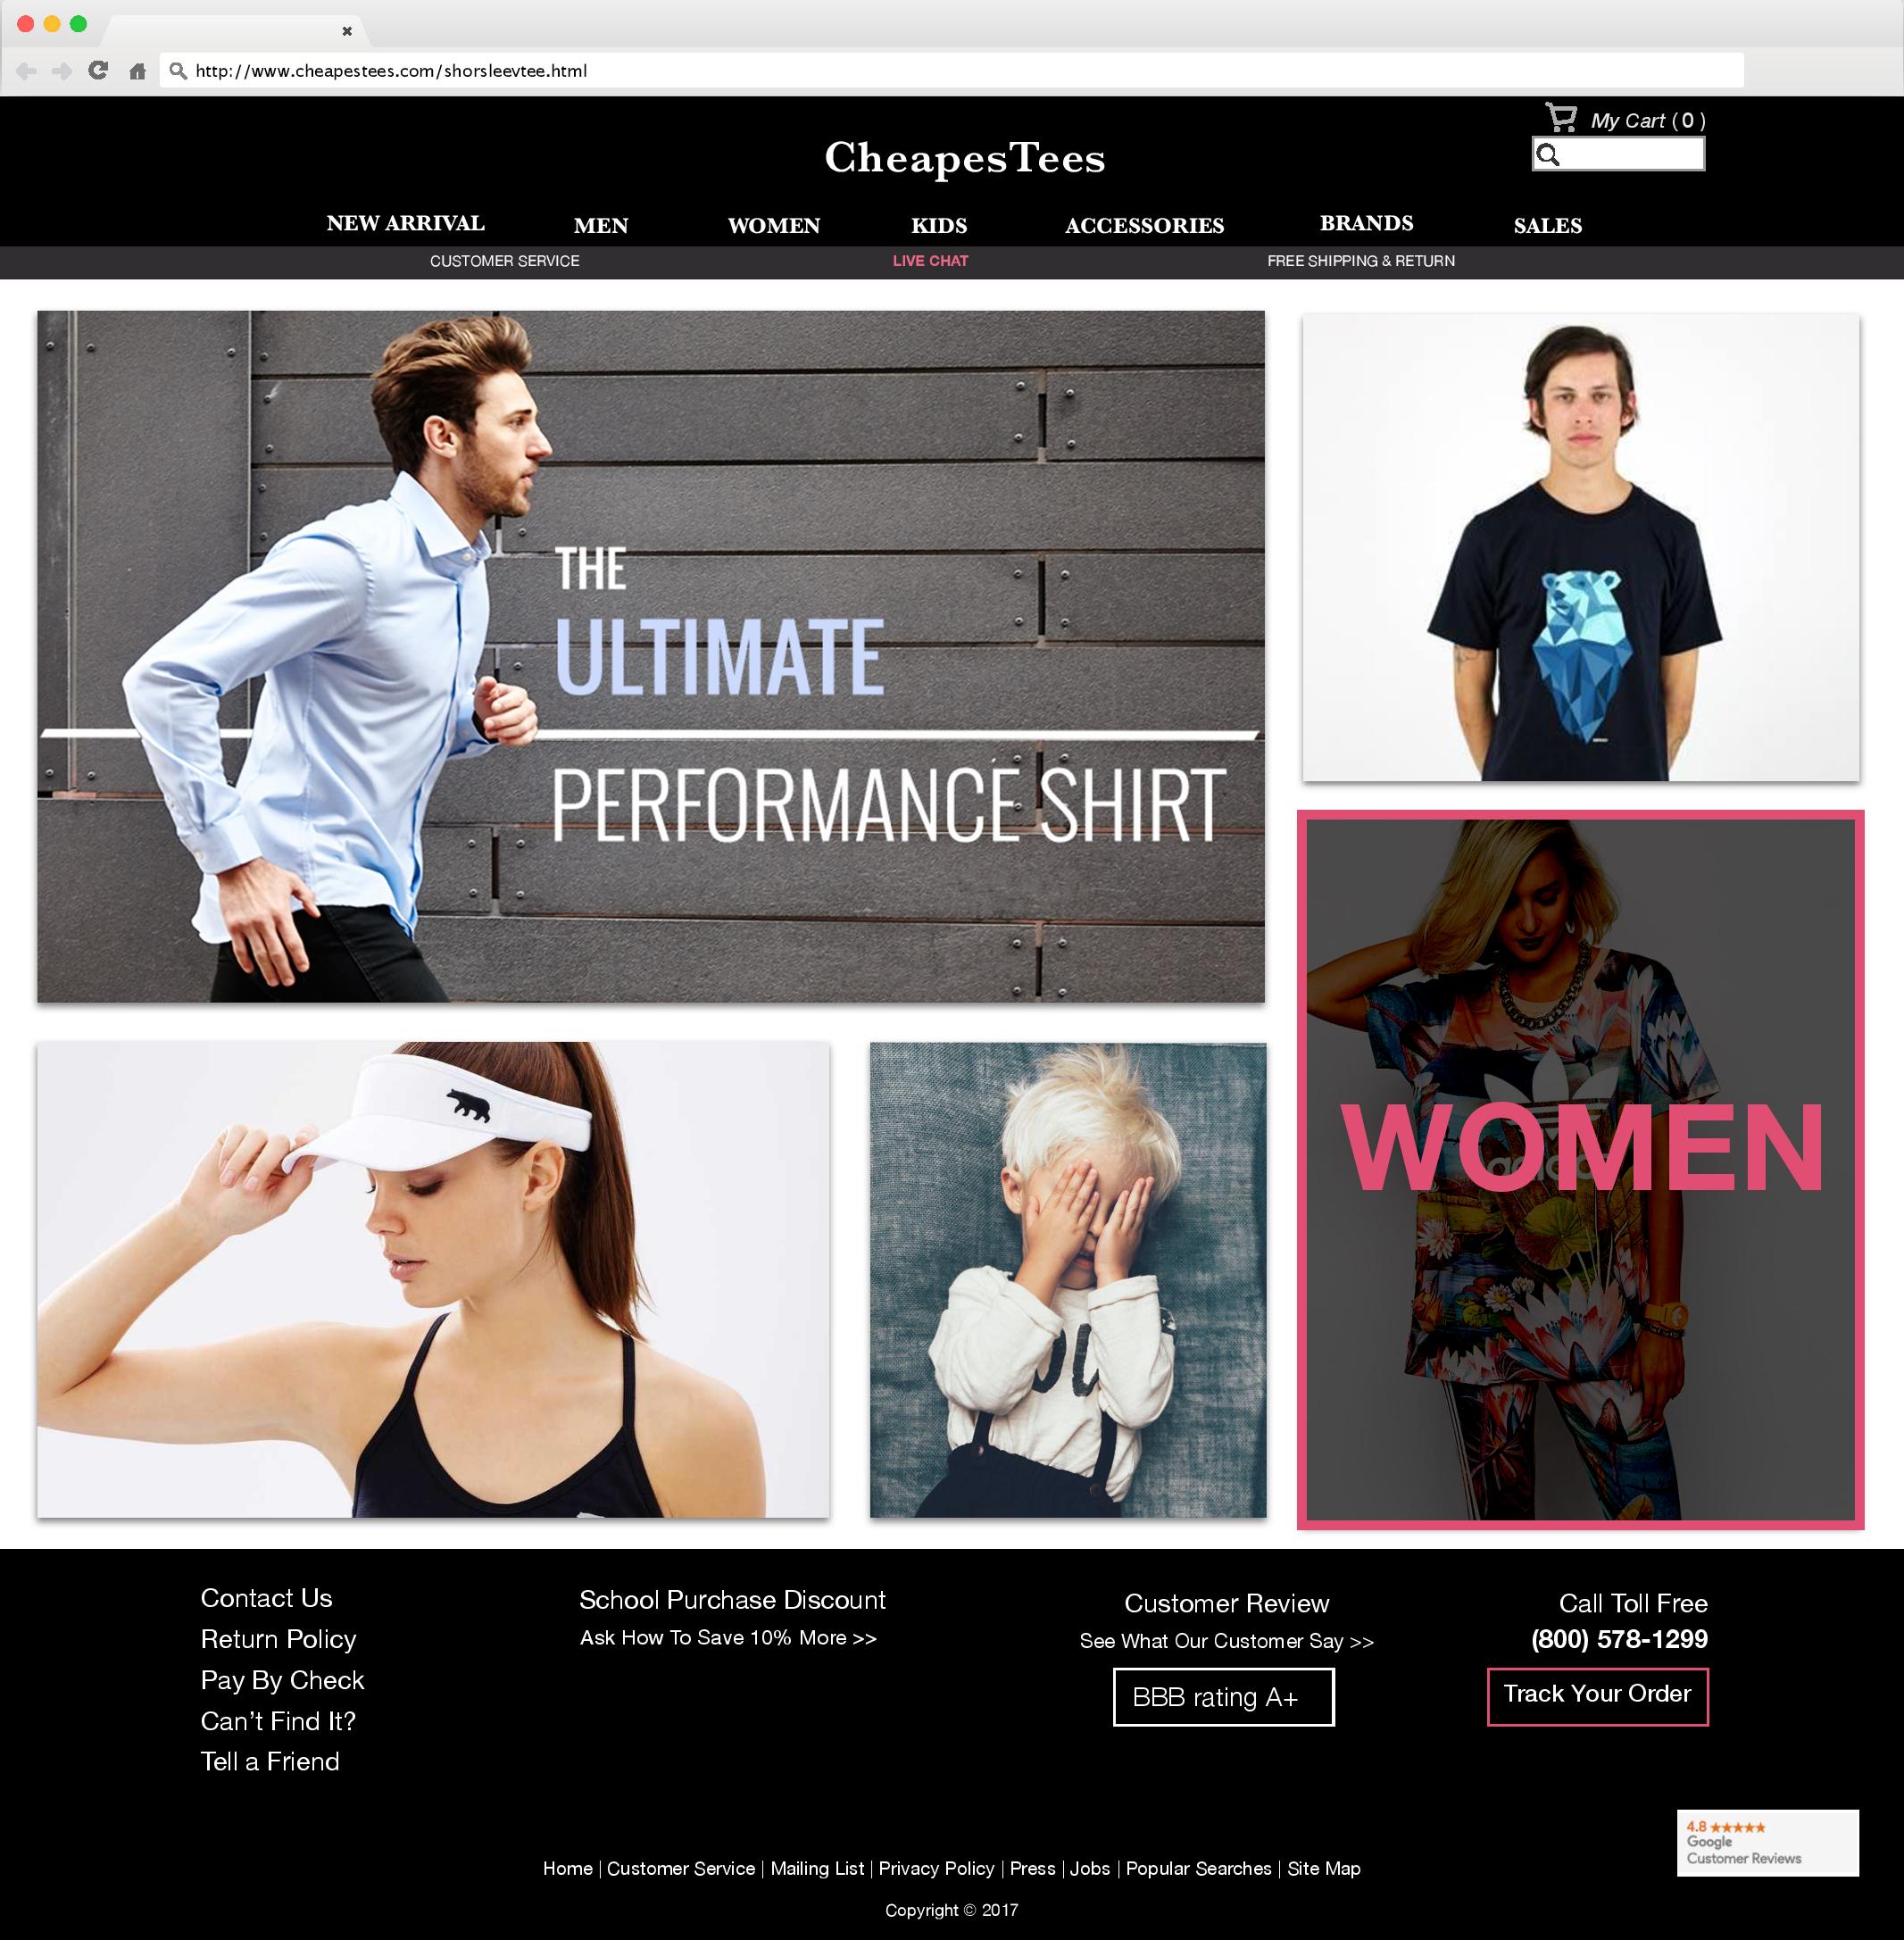 http://www.cheapestees.com/shorsleevtee.html
My Cart ( 0 )
CheapesTees
NEW ARRIVAL MEN WOMEN KIDS ACCESSORIES BRANDS SALES
CUSTOMER SERVICE LIVE CHAT FREE SHIPPING & RETURN
THE
ULTIMATE
PERFORMANCE SHIRT
WOMEN
Contact Us
Return Policy
Pay By Check
Can’t Find It?
Tell a Friend
School Purchase Discount
Ask How To Save 10% More >>
Customer Review
See What Our Customer Say >>
BBB rating A+
Call Toll Free
(800) 578-1299
Track Your Order
4.8 ★★★★★
Google
Customer Reviews
Home | Customer Service | Mailing List | Privacy Policy | Press | Jobs | Popular Searches | Site Map
Copyright © 2017